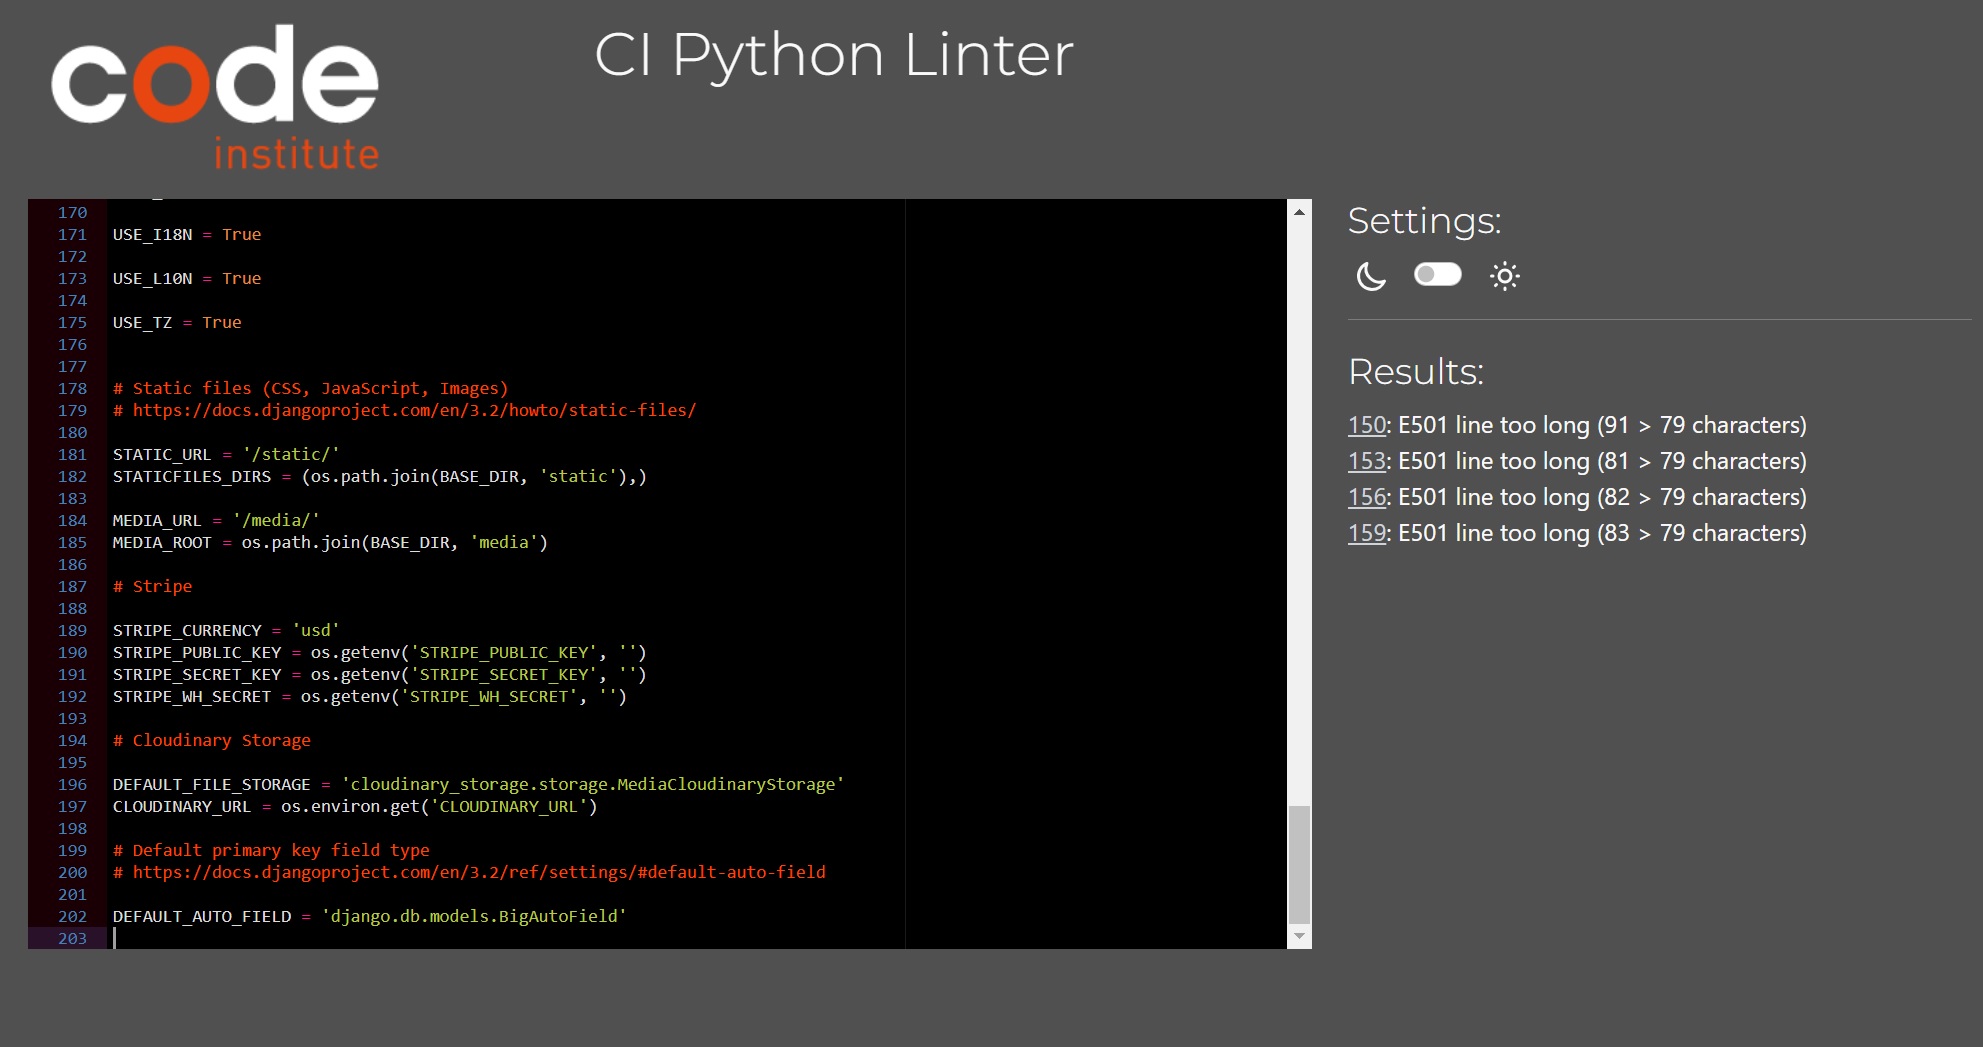 code
institute
CI Python Linter
170
171 USE_I18N = True
172
173 USE_L10N = True
174
175 USE_TZ = True
176
177
178 # Static files (CSS, JavaScript, Images)
179 # https://docs.djangoproject.com/en/3.2/howto/static-files/
180
181 STATIC_URL = '/static/'
182 STATICFILES_DIRS = (os.path.join(BASE_DIR, 'static'),)
183
184 MEDIA_URL = '/media/'
185 MEDIA_ROOT = os.path.join(BASE_DIR, 'media')
186
187 # Stripe
188
189 STRIPE_CURRENCY = 'usd'
190 STRIPE_PUBLIC_KEY = os.getenv('STRIPE_PUBLIC_KEY', '')
191 STRIPE_SECRET_KEY = os.getenv('STRIPE_SECRET_KEY', '')
192 STRIPE_WH_SECRET = os.getenv('STRIPE_WH_SECRET', '')
193
194 # Cloudinary Storage
195
196 DEFAULT_FILE_STORAGE = 'cloudinary_storage.storage.MediaCloudinaryStorage'
197 CLOUDINARY_URL = os.environ.get('CLOUDINARY_URL')
198
199 # Default primary key field type
200 # https://docs.djangoproject.com/en/3.2/ref/settings/#default-auto-field
201
202 DEFAULT_AUTO_FIELD = 'django.db.models.BigAutoField'
203
Settings:
Results:
150: E501 line too long (91 > 79 characters)
153: E501 line too long (81 > 79 characters)
156: E501 line too long (82 > 79 characters)
159: E501 line too long (83 > 79 characters)